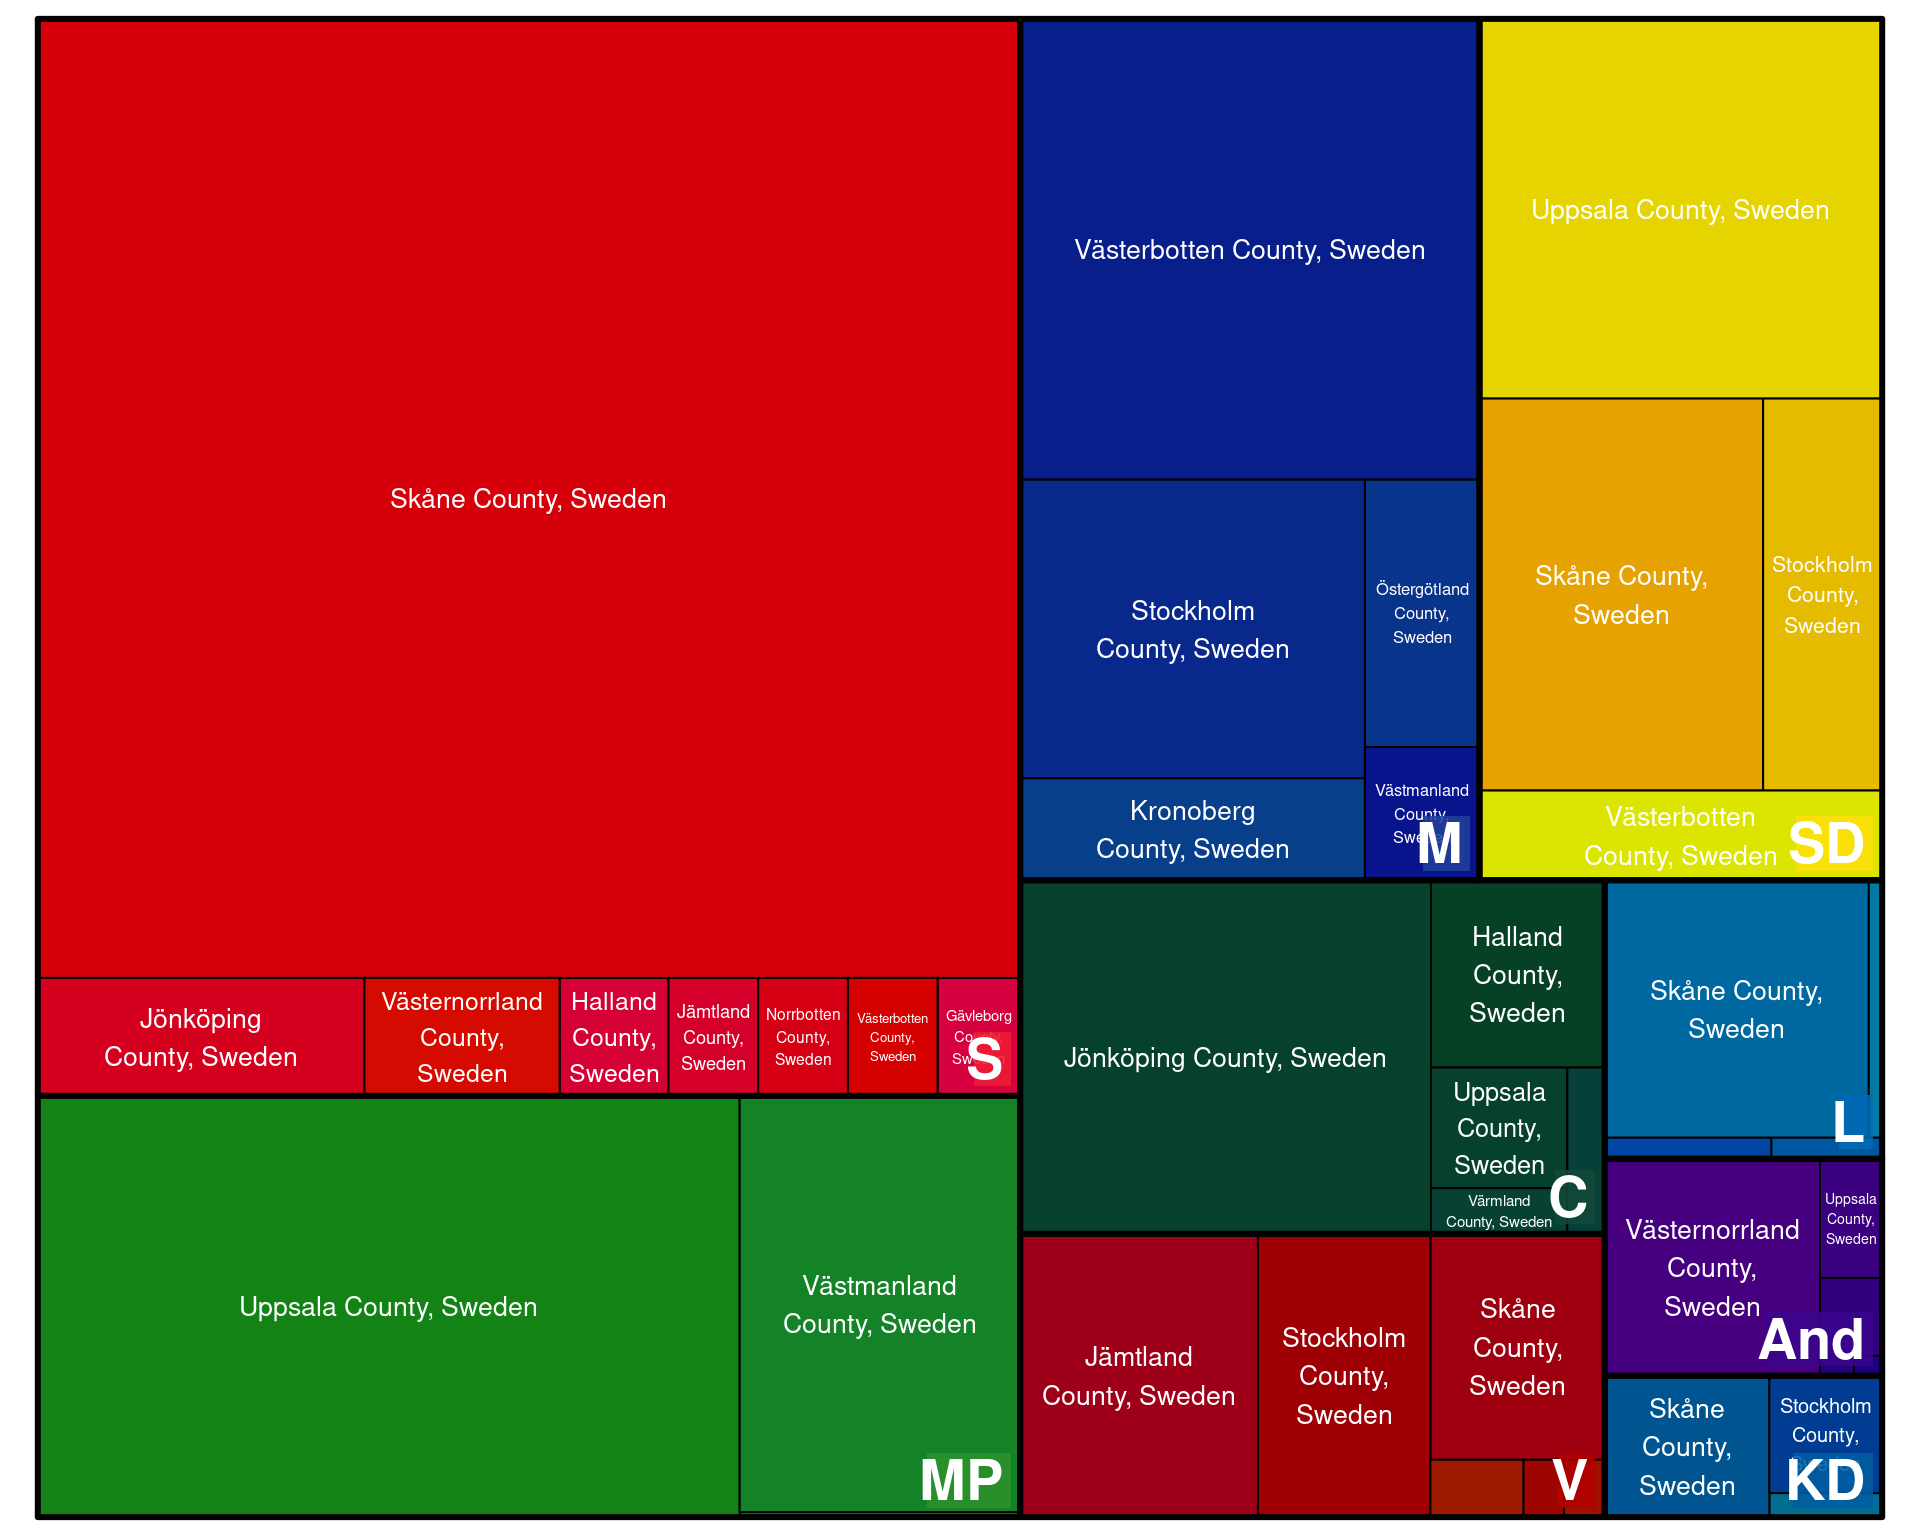 Skåne County, Sweden
Jönköping
County, Sweden
Västernorrland
County,
Sweden
Halland
County,
Sweden
Jämtland
County,
Sweden
Norrbotten
County,
Sweden
Västerbotten
County,
Sweden
Gävleborg
S
Uppsala County, Sweden
Västmanland
County, Sweden
MP
Västerbotten County, Sweden
Stockholm
County, Sweden
Östergötland
County,
Sweden
Kronoberg
County, Sweden
Västmanland
County,
M
Uppsala County, Sweden
Skåne County,
Sweden
Stockholm
County,
Sweden
Västerbotten
County, Sweden
SD
Jönköping County, Sweden
Halland
County,
Sweden
Uppsala
County,
Sweden
Värmland
County, Sweden
C
Jämtland
County, Sweden
Stockholm
County,
Sweden
Skåne
County,
Sweden
V
Skåne County,
Sweden
L
Västernorrland
County,
Sweden
Uppsala
County,
Sweden
And
Skåne
County,
Sweden
Stockholm
County,
KD